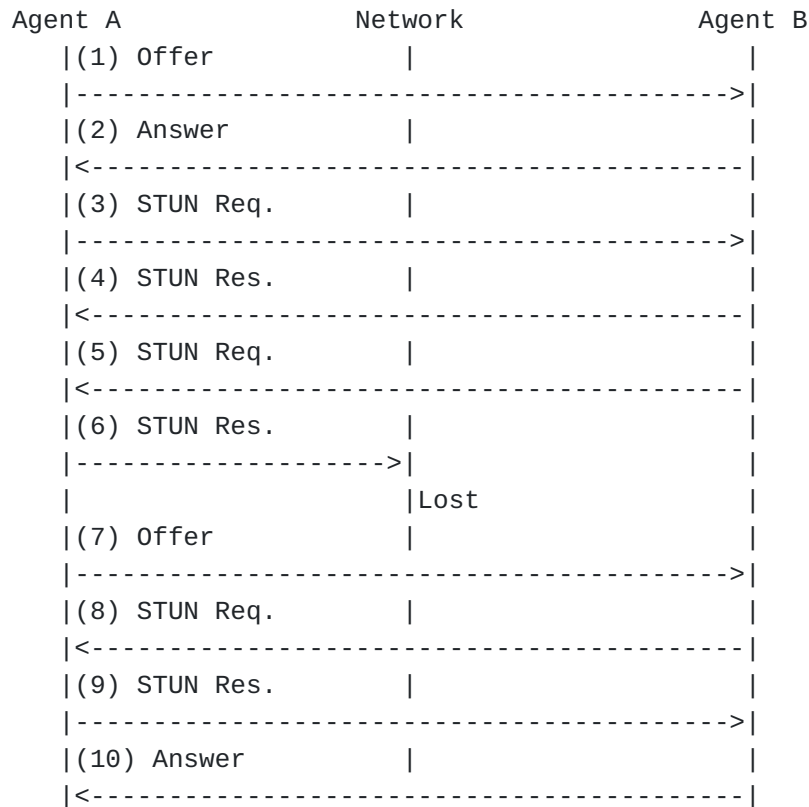 Agent A Network Agent B
(1) Offer
(2) Answer
(3) STUN Req.
(4) STUN Res.
(5) STUN Req.
(6) STUN Res.
Lost
(7) Offer
(8) STUN Req.
(9) STUN Res.
(10) Answer